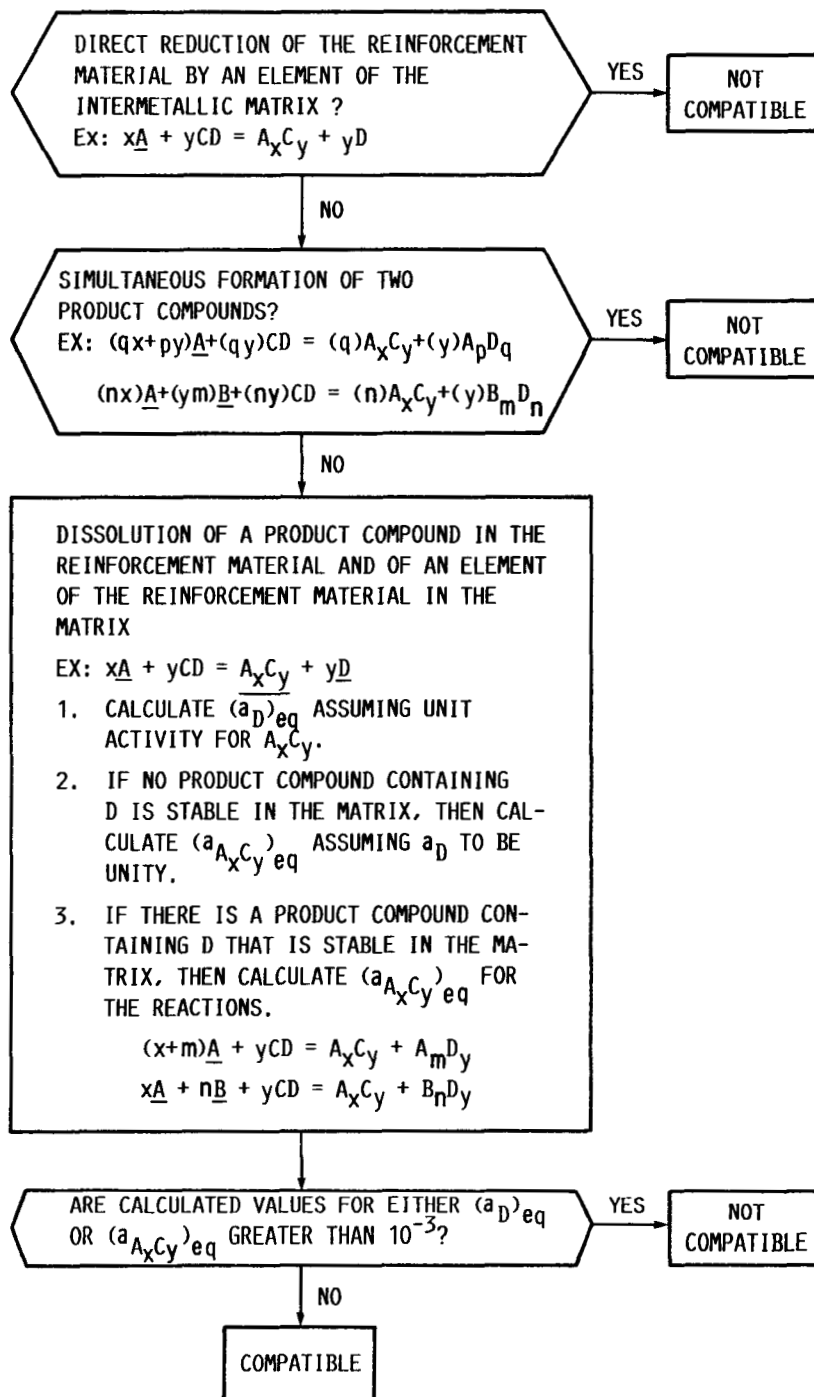 DIRECT REDUCTION OF THE REINFORCEMENT
MATERIAL BY AN ELEMENT OF THE
INTERMETALLIC MATRIX ?
Ex: xA + yCD = AxCy + yD
YES
NOT
COMPATIBLE
NO
SIMULTANEOUS FORMATION OF TWO
PRODUCT COMPOUNDS?
EX: (qx+py)A+(qy)CD = (q)AxCy+(y)ApDq
(nx)A+(ym)B+(ny)CD = (n)AxCy+(y)BmDn
YES
NOT
COMPATIBLE
NO
DISSOLUTION OF A PRODUCT COMPOUND IN THE
REINFORCEMENT MATERIAL AND OF AN ELEMENT
OF THE REINFORCEMENT MATERIAL IN THE
MATRIX
EX: xA + yCD = AxCy + yD
1. CALCULATE (aD)eq ASSUMING UNIT
ACTIVITY FOR AxCy.
2. IF NO PRODUCT COMPOUND CONTAINING
D IS STABLE IN THE MATRIX, THEN CAL-
CULATE (aAxCy)eq ASSUMING aD TO BE
UNITY.
3. IF THERE IS A PRODUCT COMPOUND CON-
TAINING D THAT IS STABLE IN THE MA-
TRIX, THEN CALCULATE (aAxCy)eq FOR
THE REACTIONS.
(x+m)A + yCD = AxCy + AmDy
xA + nB + yCD = AxCy + BnDy
ARE CALCULATED VALUES FOR EITHER (aD)eq
OR (aAxCy)eq GREATER THAN 10⁻³?
YES
NOT
COMPATIBLE
NO
COMPATIBLE